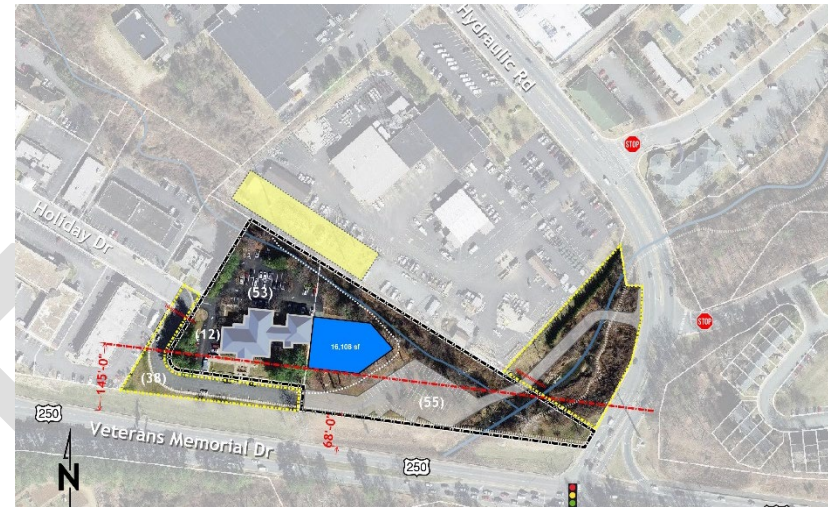 Hydraulic Rd
STOP
Holiday Dr
(53)
STOP
(12)
16,108 sf
145'-0"
(38)
(55)
250
68'-0"
Veterans Memorial Dr
250
N